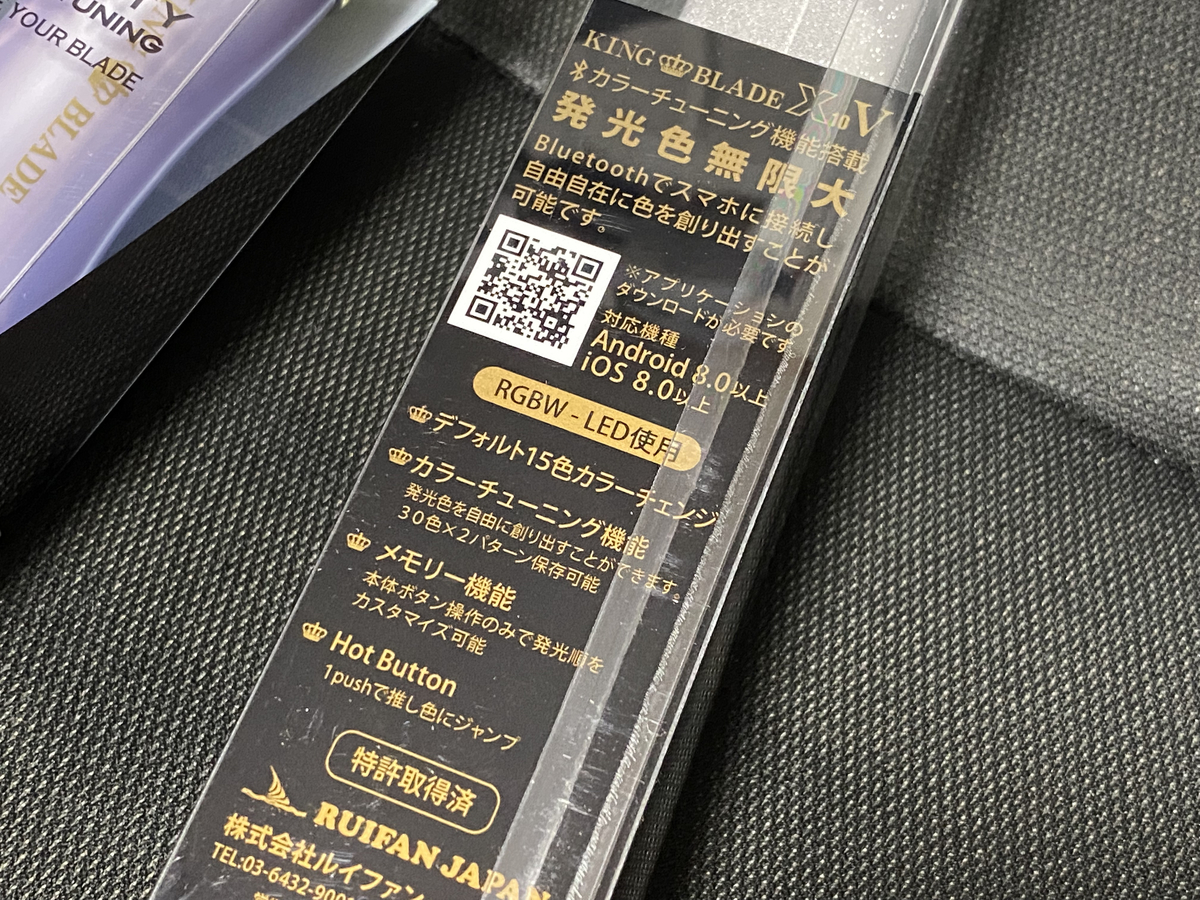 TY
TUNING
YOUR BLADE
BLADE
KING BLADE X10 V
カラーチューニング機能搭載
発光色無限大
Bluetoothでスマホに接続し
自由自在に色を創り出すことが
可能です。
※アプリケーションの
ダウンロードが必要です。
対応機種
Android 8.0以上
iOS 8.0以上
RGBW - LED使用
デフォルト15色カラーチェンジ
カラーチューニング機能
発光色を自由に創り出すことができます。
30色×2パターン保存可能
メモリー機能
本体ボタン操作のみで発光順を
カスタマイズ可能
Hot Button
1pushで推し色にジャンプ
特許取得済
RUIFAN JAPAN
株式会社ルイファン
TEL:03-6432-900